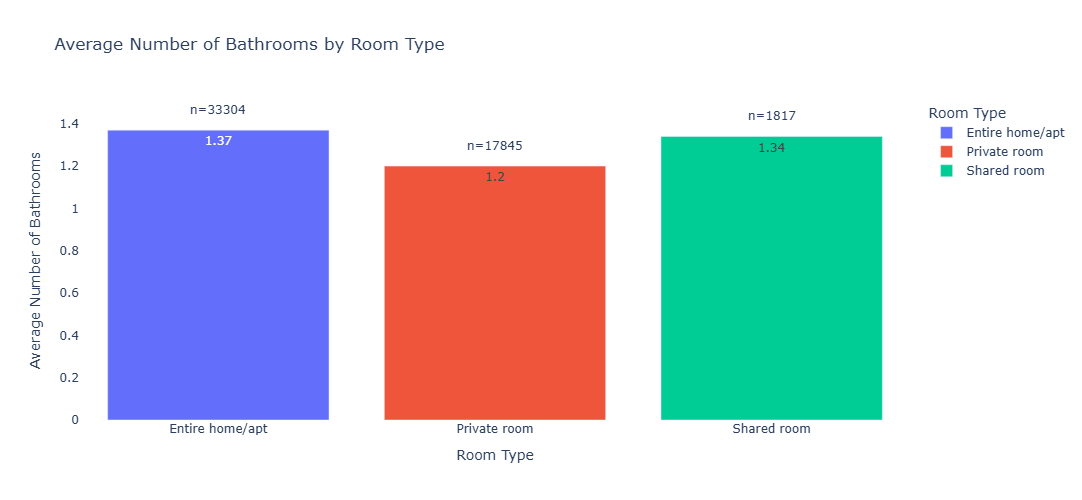 Average Number of Bathrooms by Room Type
Average Number of Bathrooms
1.4
1.2
1
0.8
0.6
0.4
0.2
0
n=33304
1.37
n=17845
1.2
n=1817
1.34
Entire home/apt
Private room
Shared room
Room Type
Room Type
Entire home/apt
Private room
Shared room